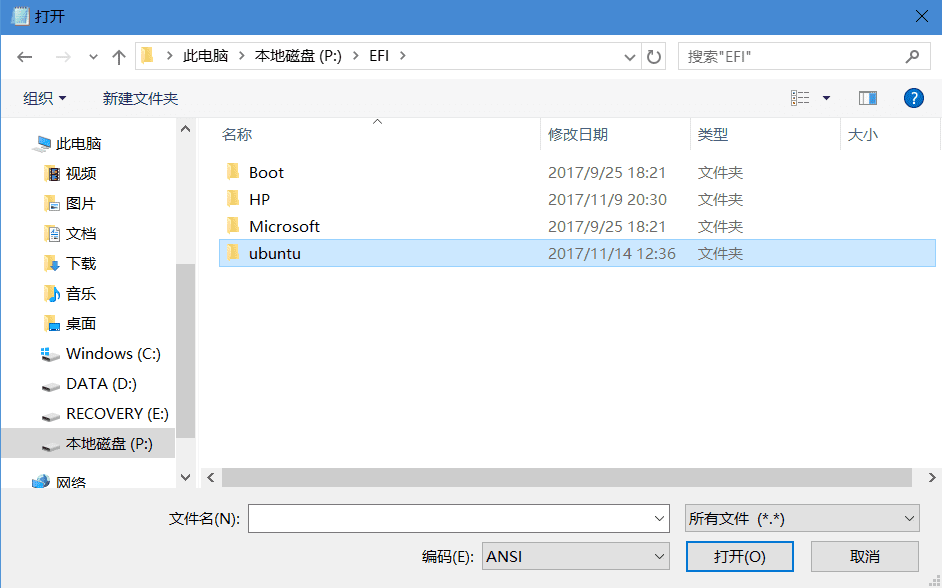 打开
此电脑 本地磁盘 (P:) EFI
搜索"EFI"
组织 新建文件夹
?
名称 修改日期 类型 大小
此电脑
视频
图片
文档
下载
音乐
桌面
Windows (C:)
DATA (D:)
RECOVERY (E:)
本地磁盘 (P:)
网络
Boot 2017/9/25 18:21 文件夹
HP 2017/11/9 20:30 文件夹
Microsoft 2017/9/25 18:21 文件夹
ubuntu 2017/11/14 12:36 文件夹
文件名(N): 所有文件 (*.*)
编码(E): ANSI 打开(O) 取消